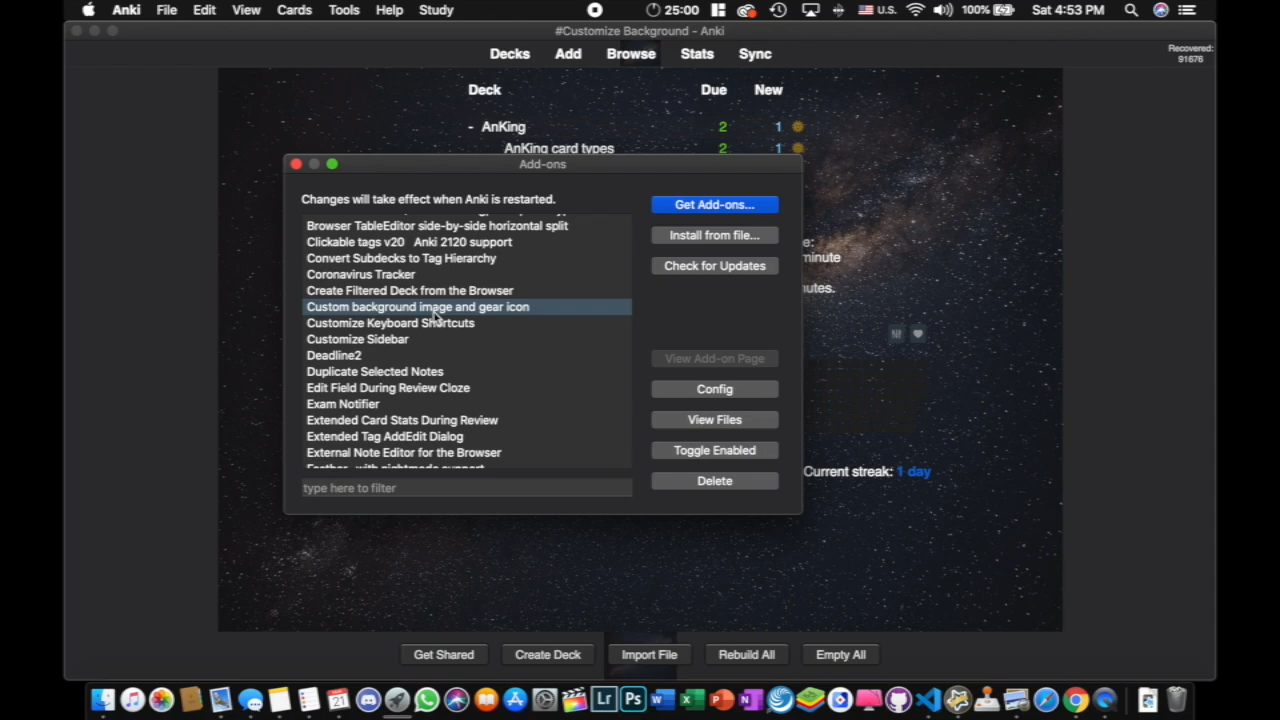 Anki File Edit View Cards Tools Help Study 25:00 U.S. 100% Sat 4:53 PM
#Customize Background - Anki
Decks Add Browse Stats Sync
Recovered:
91676
Deck Due New
- AnKing 2 1
AnKing card types 2 1
Add-ons
Changes will take effect when Anki is restarted.
Browser TableEditor side-by-side horizontal split
Clickable tags v20 Anki 2120 support
Convert Subdecks to Tag Hierarchy
Coronavirus Tracker
Create Filtered Deck from the Browser
Custom background image and gear icon
Customize Keyboard Shortcuts
Customize Sidebar
Deadline2
Duplicate Selected Notes
Edit Field During Review Cloze
Exam Notifier
Extended Card Stats During Review
Extended Tag AddEdit Dialog
External Note Editor for the Browser
type here to filter
Get Add-ons...
Install from file...
Check for Updates
View Add-on Page
Config
View Files
Toggle Enabled
Delete
e:
minute
utes.
Current streak: 1 day
Get Shared Create Deck Import File Rebuild All Empty All
21 Lr Ps